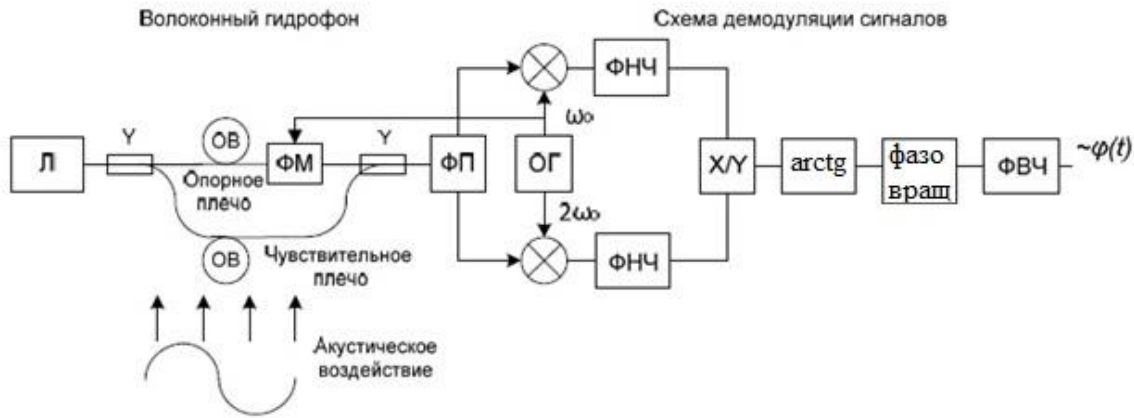 Волоконный гидрофон
Схема демодуляции сигналов
ФНЧ
ω₀
Y
ОВ
Y
Л
ФМ
ФП
ОГ
X/Y
arctg
фазо
вращ
ФВЧ
~φ(t)
Опорное
плечо
2ω₀
ОВ
Чувствительное
плечо
ФНЧ
Акустическое
воздействие